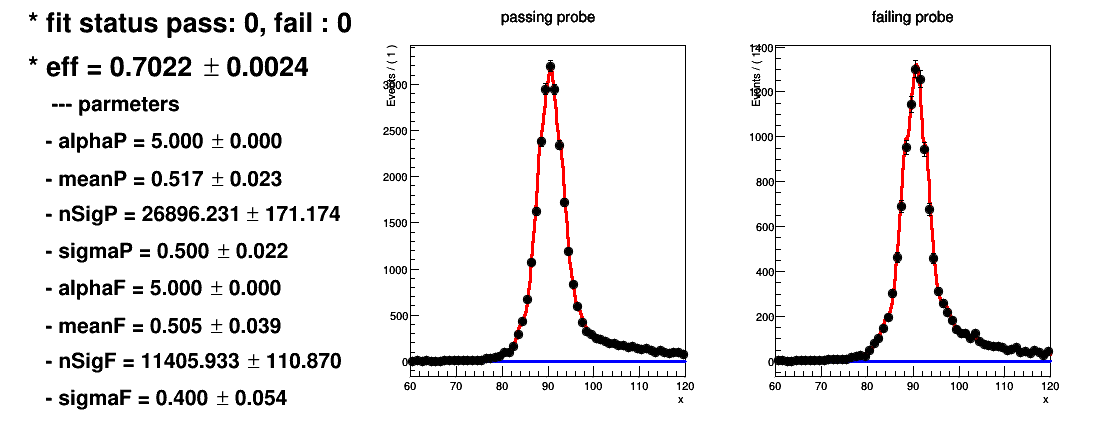 * fit status pass: 0, fail : 0
* eff = 0.7022 ± 0.0024
--- parmeters
- alphaP = 5.000 ± 0.000
- meanP = 0.517 ± 0.023
- nSigP = 26896.231 ± 171.174
- sigmaP = 0.500 ± 0.022
- alphaF = 5.000 ± 0.000
- meanF = 0.505 ± 0.039
- nSigF = 11405.933 ± 110.870
- sigmaF = 0.400 ± 0.054
passing probe
Events / ( 1 )
3000
2500
2000
1500
1000
500
0
60 70 80 90 100 110 120
x
failing probe
Events / ( 1 )
1400
1200
1000
800
600
400
200
0
60 70 80 90 100 110 120
x